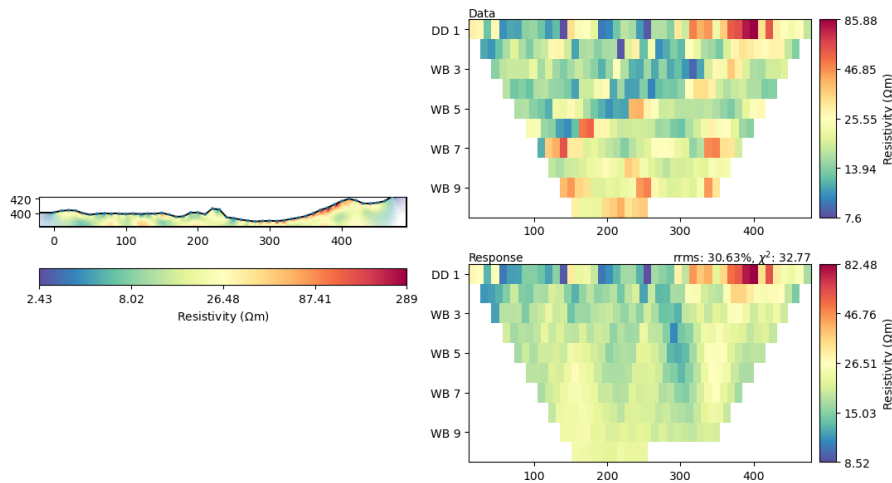 Data
DD 1
WB 3
WB 5
WB 7
WB 9
100 200 300 400
85.88
46.85
25.55
13.94
7.6
Resistivity (Ωm)
420
400
0 100 200 300 400
2.43 8.02 26.48 87.41 289
Resistivity (Ωm)
Response rrms: 30.63%, χ²: 32.77
DD 1
WB 3
WB 5
WB 7
WB 9
100 200 300 400
82.48
46.76
26.51
15.03
8.52
Resistivity (Ωm)